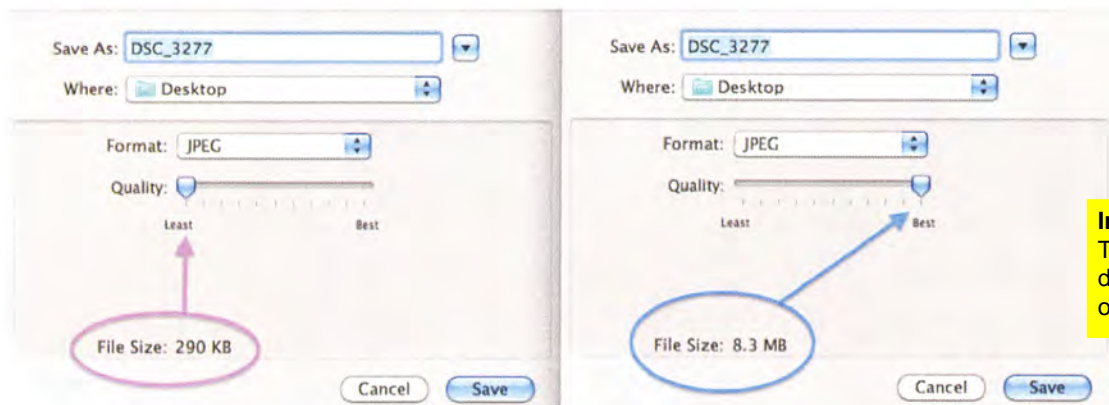 Save As: DSC_3277
Where: Desktop
Format: JPEG
Quality:
Least Best
File Size: 290 KB
Cancel Save
Save As: DSC_3277
Where: Desktop
Format: JPEG
Quality:
Least Best
File Size: 8.3 MB
Cancel Save